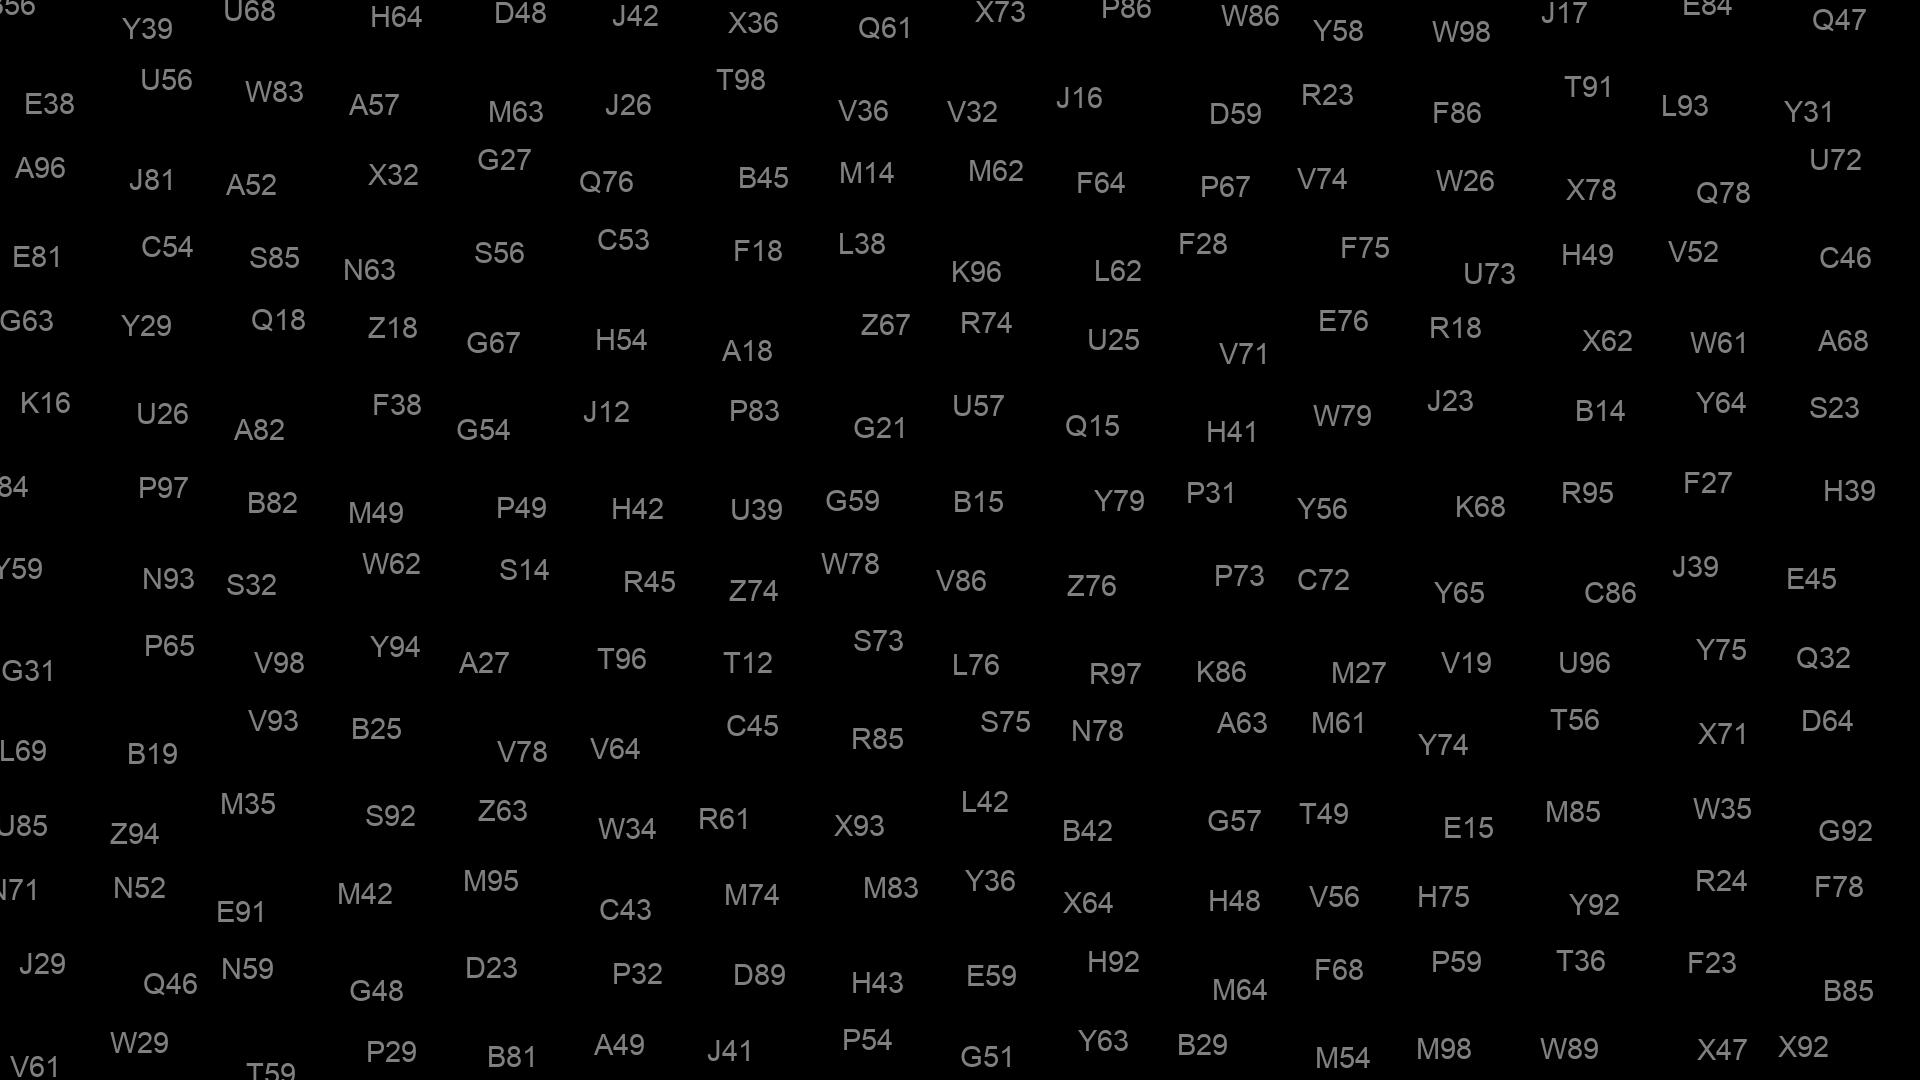 Y39 U68 H64 D48 J42 X36 Q61 X73 P86 W86 Y58 W98 J17 E84 Q47
E38 U56 W83 A57 M63 J26 T98 V36 V32 J16 D59 R23 F86 T91 L93 Y31
A96 J81 A52 X32 G27 Q76 B45 M14 M62 F64 P67 V74 W26 X78 Q78 U72
E81 C54 S85 N63 S56 C53 F18 L38 K96 L62 F28 F75 U73 H49 V52 C46
G63 Y29 Q18 Z18 G67 H54 A18 Z67 R74 U25 V71 E76 R18 X62 W61 A68
K16 U26 A82 F38 G54 J12 P83 G21 U57 Q15 H41 W79 J23 B14 Y64 S23
84 P97 B82 M49 P49 H42 U39 G59 B15 Y79 P31 Y56 K68 R95 F27 H39
Y59 N93 S32 W62 S14 R45 Z74 W78 V86 Z76 P73 C72 Y65 C86 J39 E45
G31 P65 V98 Y94 A27 T96 T12 S73 L76 R97 K86 M27 V19 U96 Y75 Q32
L69 B19 V93 B25 V78 V64 C45 R85 S75 N78 A63 M61 Y74 T56 X71 D64
U85 Z94 M35 S92 Z63 W34 R61 X93 L42 B42 G57 T49 E15 M85 W35 G92
N52 E91 M42 M95 C43 M74 M83 Y36 X64 H48 V56 H75 Y92 R24 F78
J29 Q46 N59 G48 D23 P32 D89 H43 E59 H92 M64 F68 P59 T36 F23 B85
V61 W29 T59 P29 B81 A49 J41 P54 G51 Y63 B29 M54 M98 W89 X47 X92